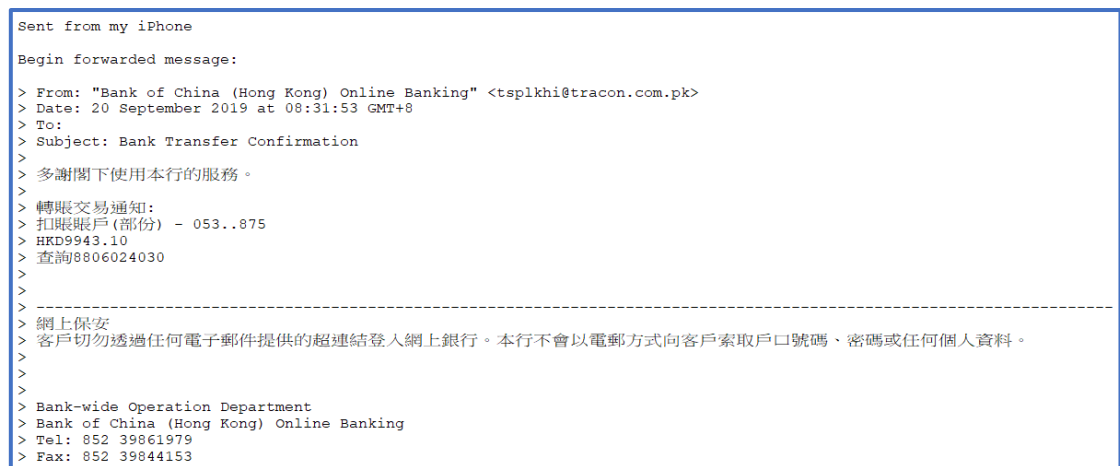 Sent from my iPhone
Begin forwarded message:
> From: "Bank of China (Hong Kong) Online Banking" <tsplkhi@tracon.com.pk>
> Date: 20 September 2019 at 08:31:53 GMT+8
> To:
> Subject: Bank Transfer Confirmation
>
> 多謝閣下使用本行的服務。
>
> 轉賬交易通知:
> 扣賬賬戶(部份) - 053..875
> HKD9943.10
> 查詢8806024030
>
>
> ----------------------------------------------------------------------------------------------------------------------
> 網上保安
> 客戶切勿透過任何電子郵件提供的超連結登入網上銀行。本行不會以電郵方式向客戶索取戶口號碼、密碼或任何個人資料。
>
>
> Bank-wide Operation Department
> Bank of China (Hong Kong) Online Banking
> Tel: 852 39861979
> Fax: 852 39844153